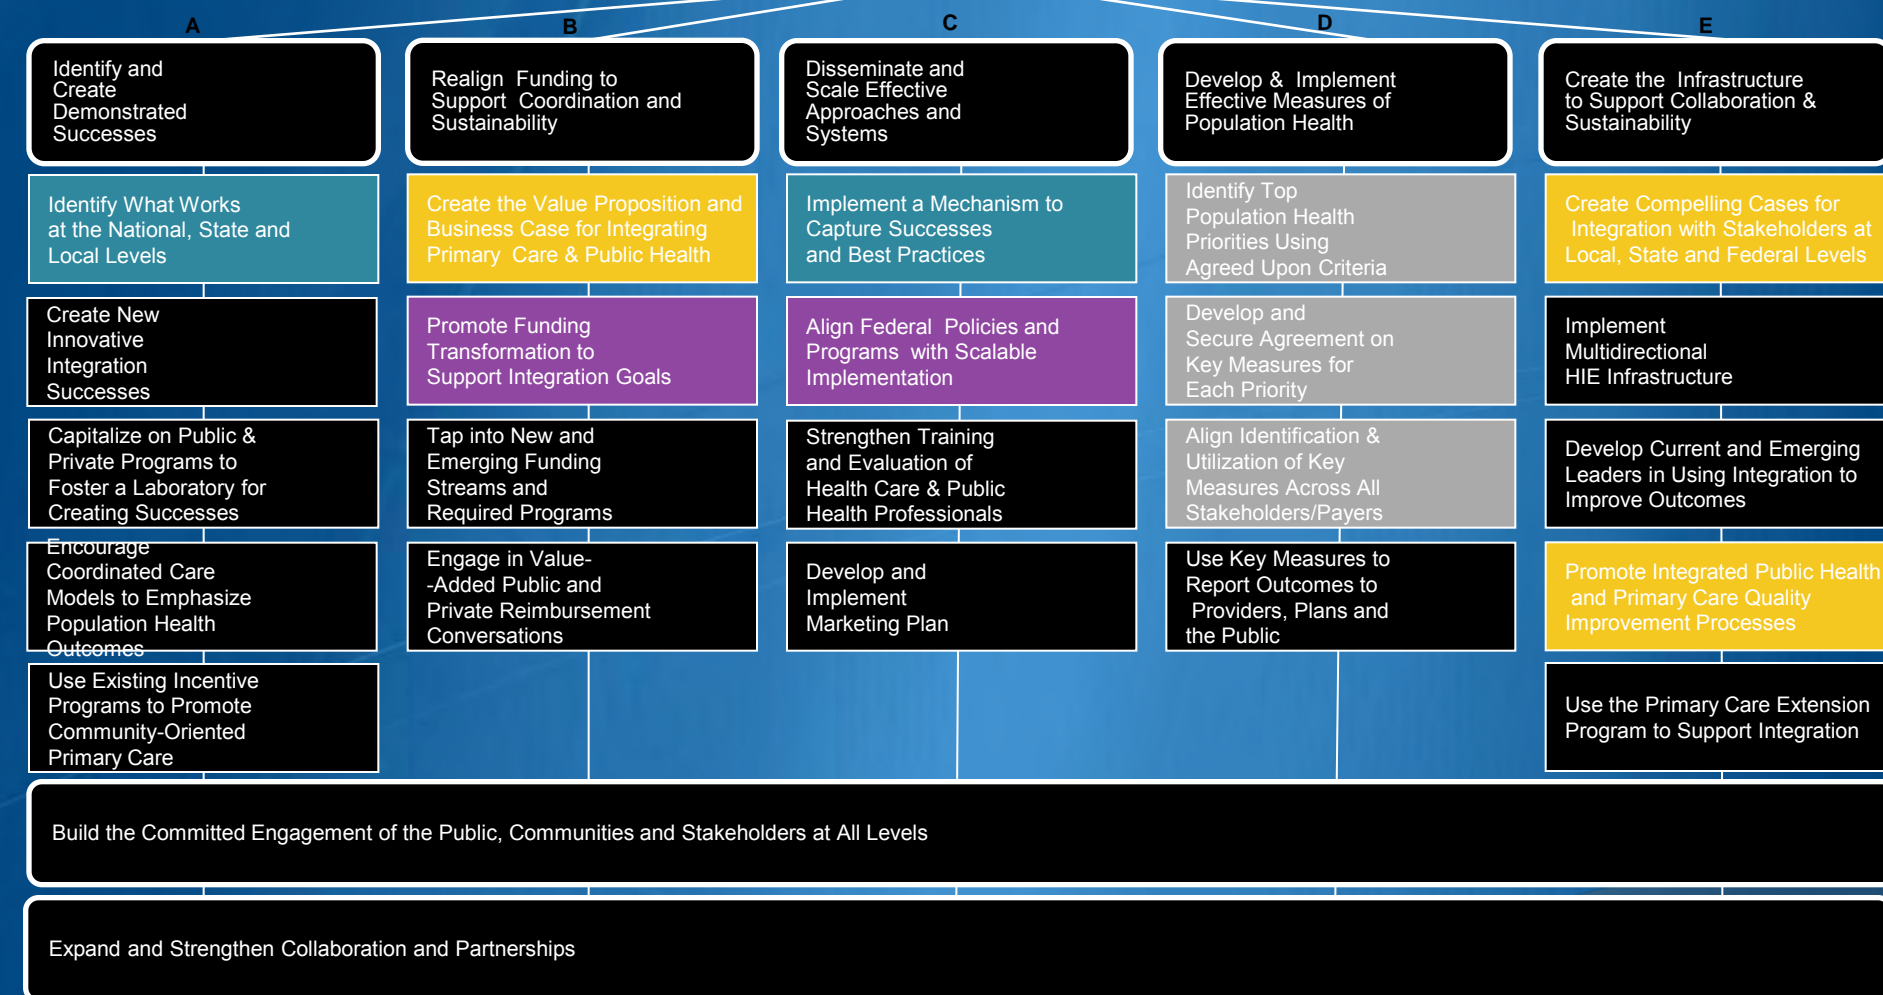 A
B
C
D
E
Identify and
Create
Demonstrated
Successes
Realign Funding to
Support Coordination and
Sustainability
Disseminate and
Scale Effective
Approaches and
Systems
Develop & Implement
Effective Measures of
Population Health
Create the Infrastructure
to Support Collaboration &
Sustainability
Identify What Works
at the National, State and
Local Levels
Create the Value Proposition and
Business Case for Integrating
Primary Care & Public Health
Implement a Mechanism to
Capture Successes
and Best Practices
Identify Top
Population Health
Priorities Using
Agreed Upon Criteria
Create Compelling Cases for
Integration with Stakeholders at
Local, State and Federal Levels
Create New
Innovative
Integration
Successes
Promote Funding
Transformation to
Support Integration Goals
Align Federal Policies and
Programs with Scalable
Implementation
Develop and
Secure Agreement on
Key Measures for
Each Priority
Implement
Multidirectional
HIE Infrastructure
Capitalize on Public &
Private Programs to
Foster a Laboratory for
Creating Successes
Tap into New and
Emerging Funding
Streams and
Required Programs
Strengthen Training
and Evaluation of
Health Care & Public
Health Professionals
Align Identification &
Utilization of Key
Measures Across All
Stakeholders/Payers
Develop Current and Emerging
Leaders in Using Integration to
Improve Outcomes
Encourage
Coordinated Care
Models to Emphasize
Population Health
Outcomes
Engage in Value-
-Added Public and
Private Reimbursement
Conversations
Develop and
Implement
Marketing Plan
Use Key Measures to
Report Outcomes to
Providers, Plans and
the Public
Promote Integrated Public Health
and Primary Care Quality
Improvement Processes
Use Existing Incentive
Programs to Promote
Community-Oriented
Primary Care
Use the Primary Care Extension
Program to Support Integration
Build the Committed Engagement of the Public, Communities and Stakeholders at All Levels
Expand and Strengthen Collaboration and Partnerships